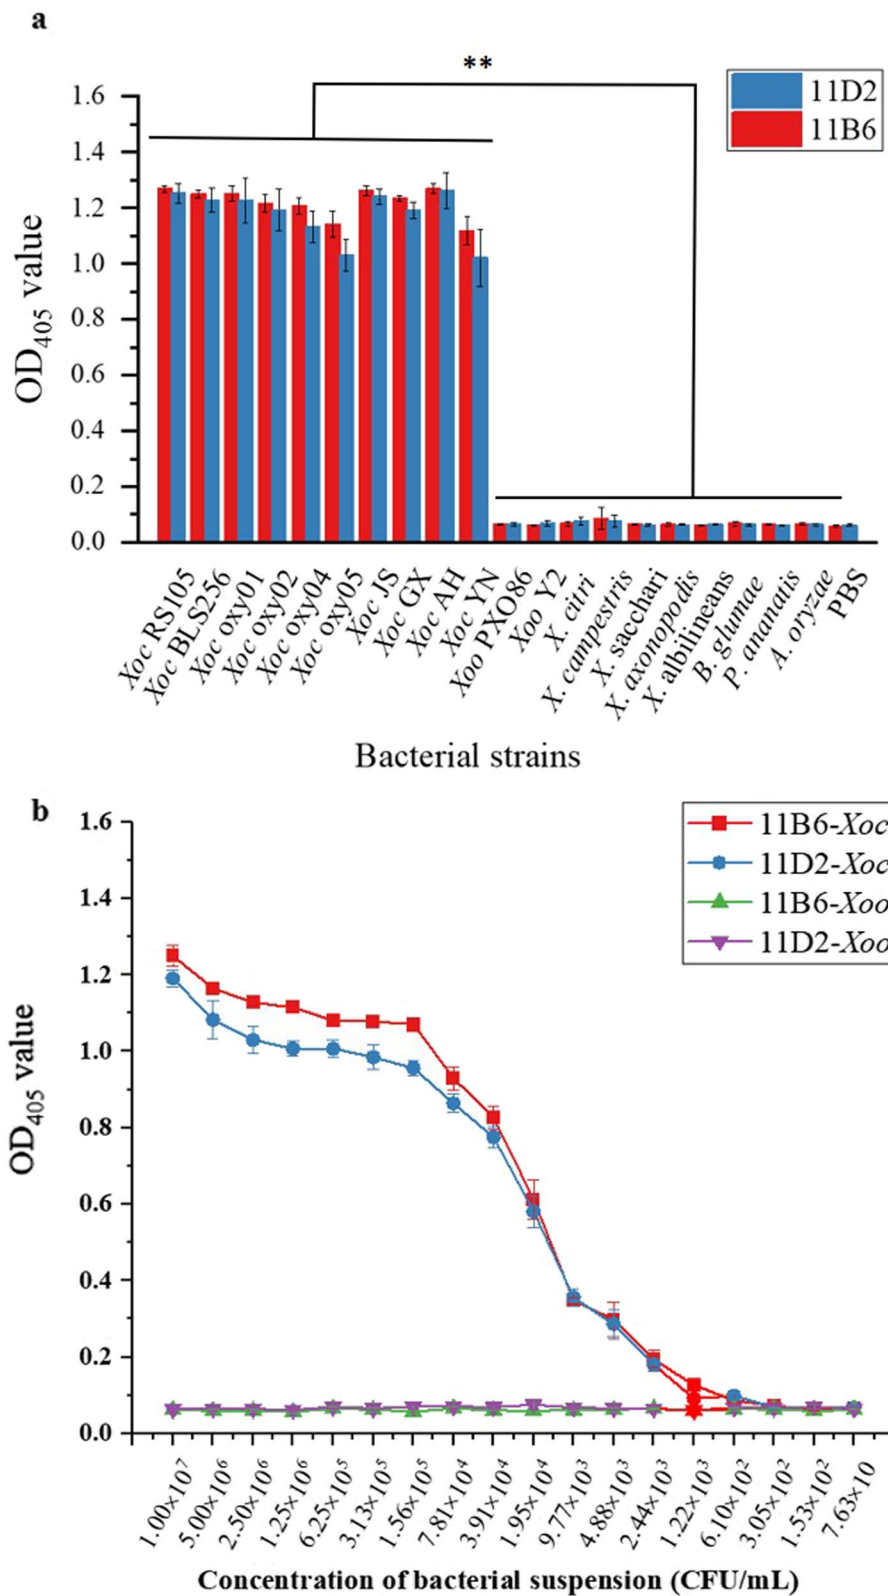 a
**
11D2
11B6
1.6
1.4
1.2
1.0
0.8
0.6
0.4
0.2
0.0
OD405 value
Xoc RS105
Xoc BLS256
Xoc oxy01
Xoc oxy02
Xoc oxy04
Xoc oxy05
Xoc JS
Xoc GX
Xoc AH
Xoc YN
Xoo PXO86
Xoo Y2
X. citri
X. campestris
X. sacchari
X. axonopodis
X. albilineans
B. glumae
P. ananatis
A. oryzae
PBS
Bacterial strains
b
11B6-Xoc
11D2-Xoc
11B6-Xoo
11D2-Xoo
1.6
1.4
1.2
1.0
0.8
0.6
0.4
0.2
0.0
OD405 value
1.00×10⁷
5.00×10⁶
2.50×10⁶
1.25×10⁶
6.25×10⁵
3.13×10⁵
1.56×10⁵
7.81×10⁴
3.91×10⁴
1.95×10⁴
9.77×10³
4.88×10³
2.44×10³
1.22×10³
6.10×10²
3.05×10²
1.53×10²
7.63×10
Concentration of bacterial suspension (CFU/mL)